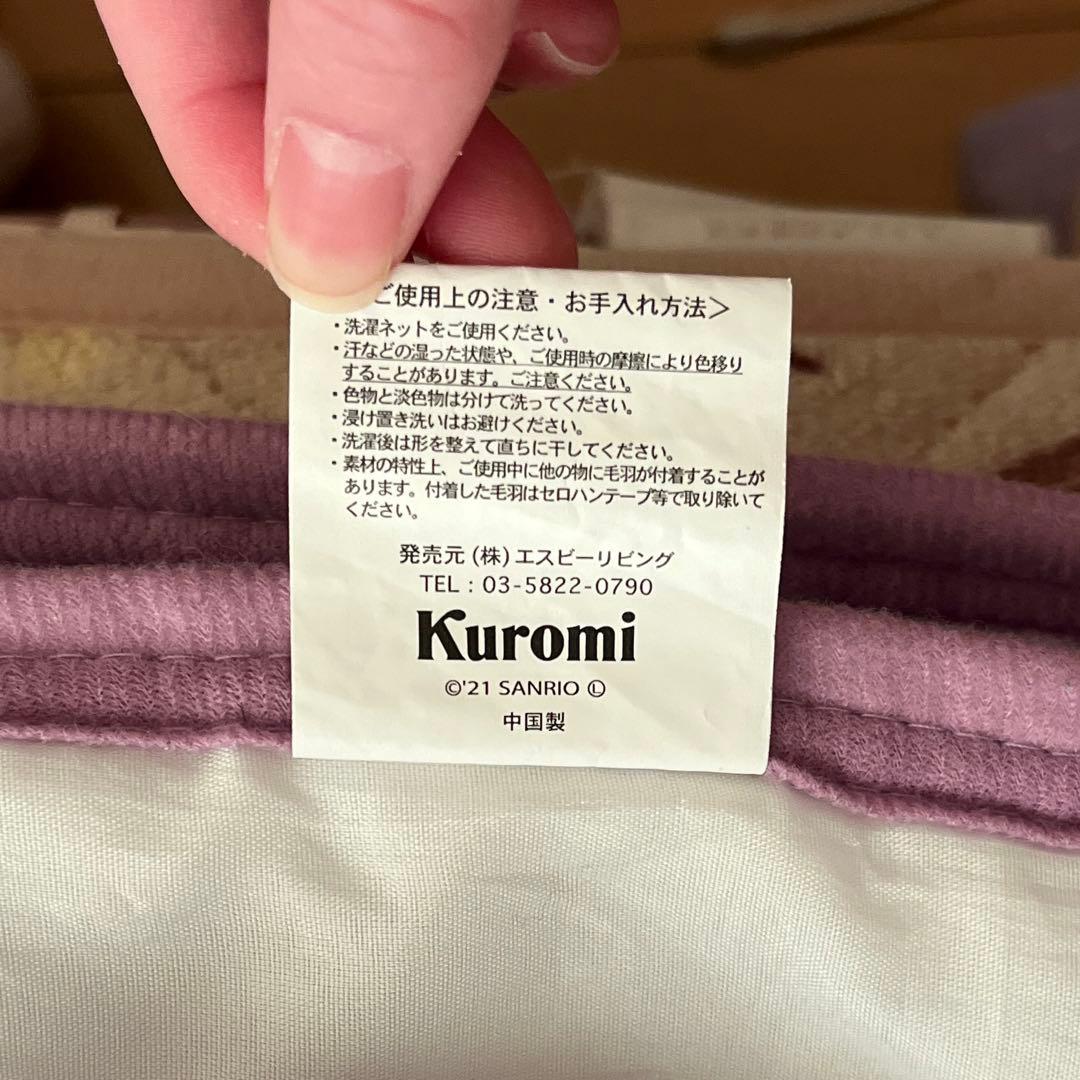 ご使用上の注意・お手入れ方法＞
・洗濯ネットをご使用ください。
・汗などの湿った状態や、ご使用時の摩擦により色移り
することがあります。ご注意ください。
・色物と淡色物は分けて洗ってください。
・浸け置き洗いはお避けください。
・洗濯後は形を整えて直ちに干してください。
・素材の特性上、ご使用中に他の物に毛羽が付着することが
あります。付着した毛羽はセロハンテープ等で取り除いて
ください。
発売元(株)エスビーリビング
TEL：03-5822-0790
Kuromi
©'21 SANRIO Ⓛ
中国製